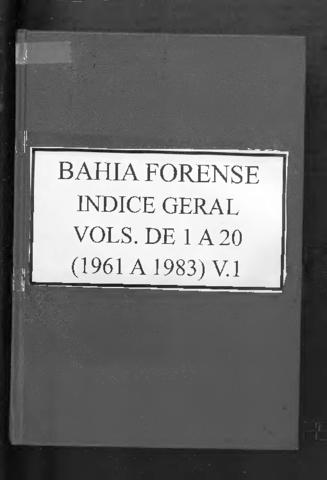 BAHIA FORENSE
INDICE GERAL
VOLS. DE 1 A 20
(1961 A 1983) V.1